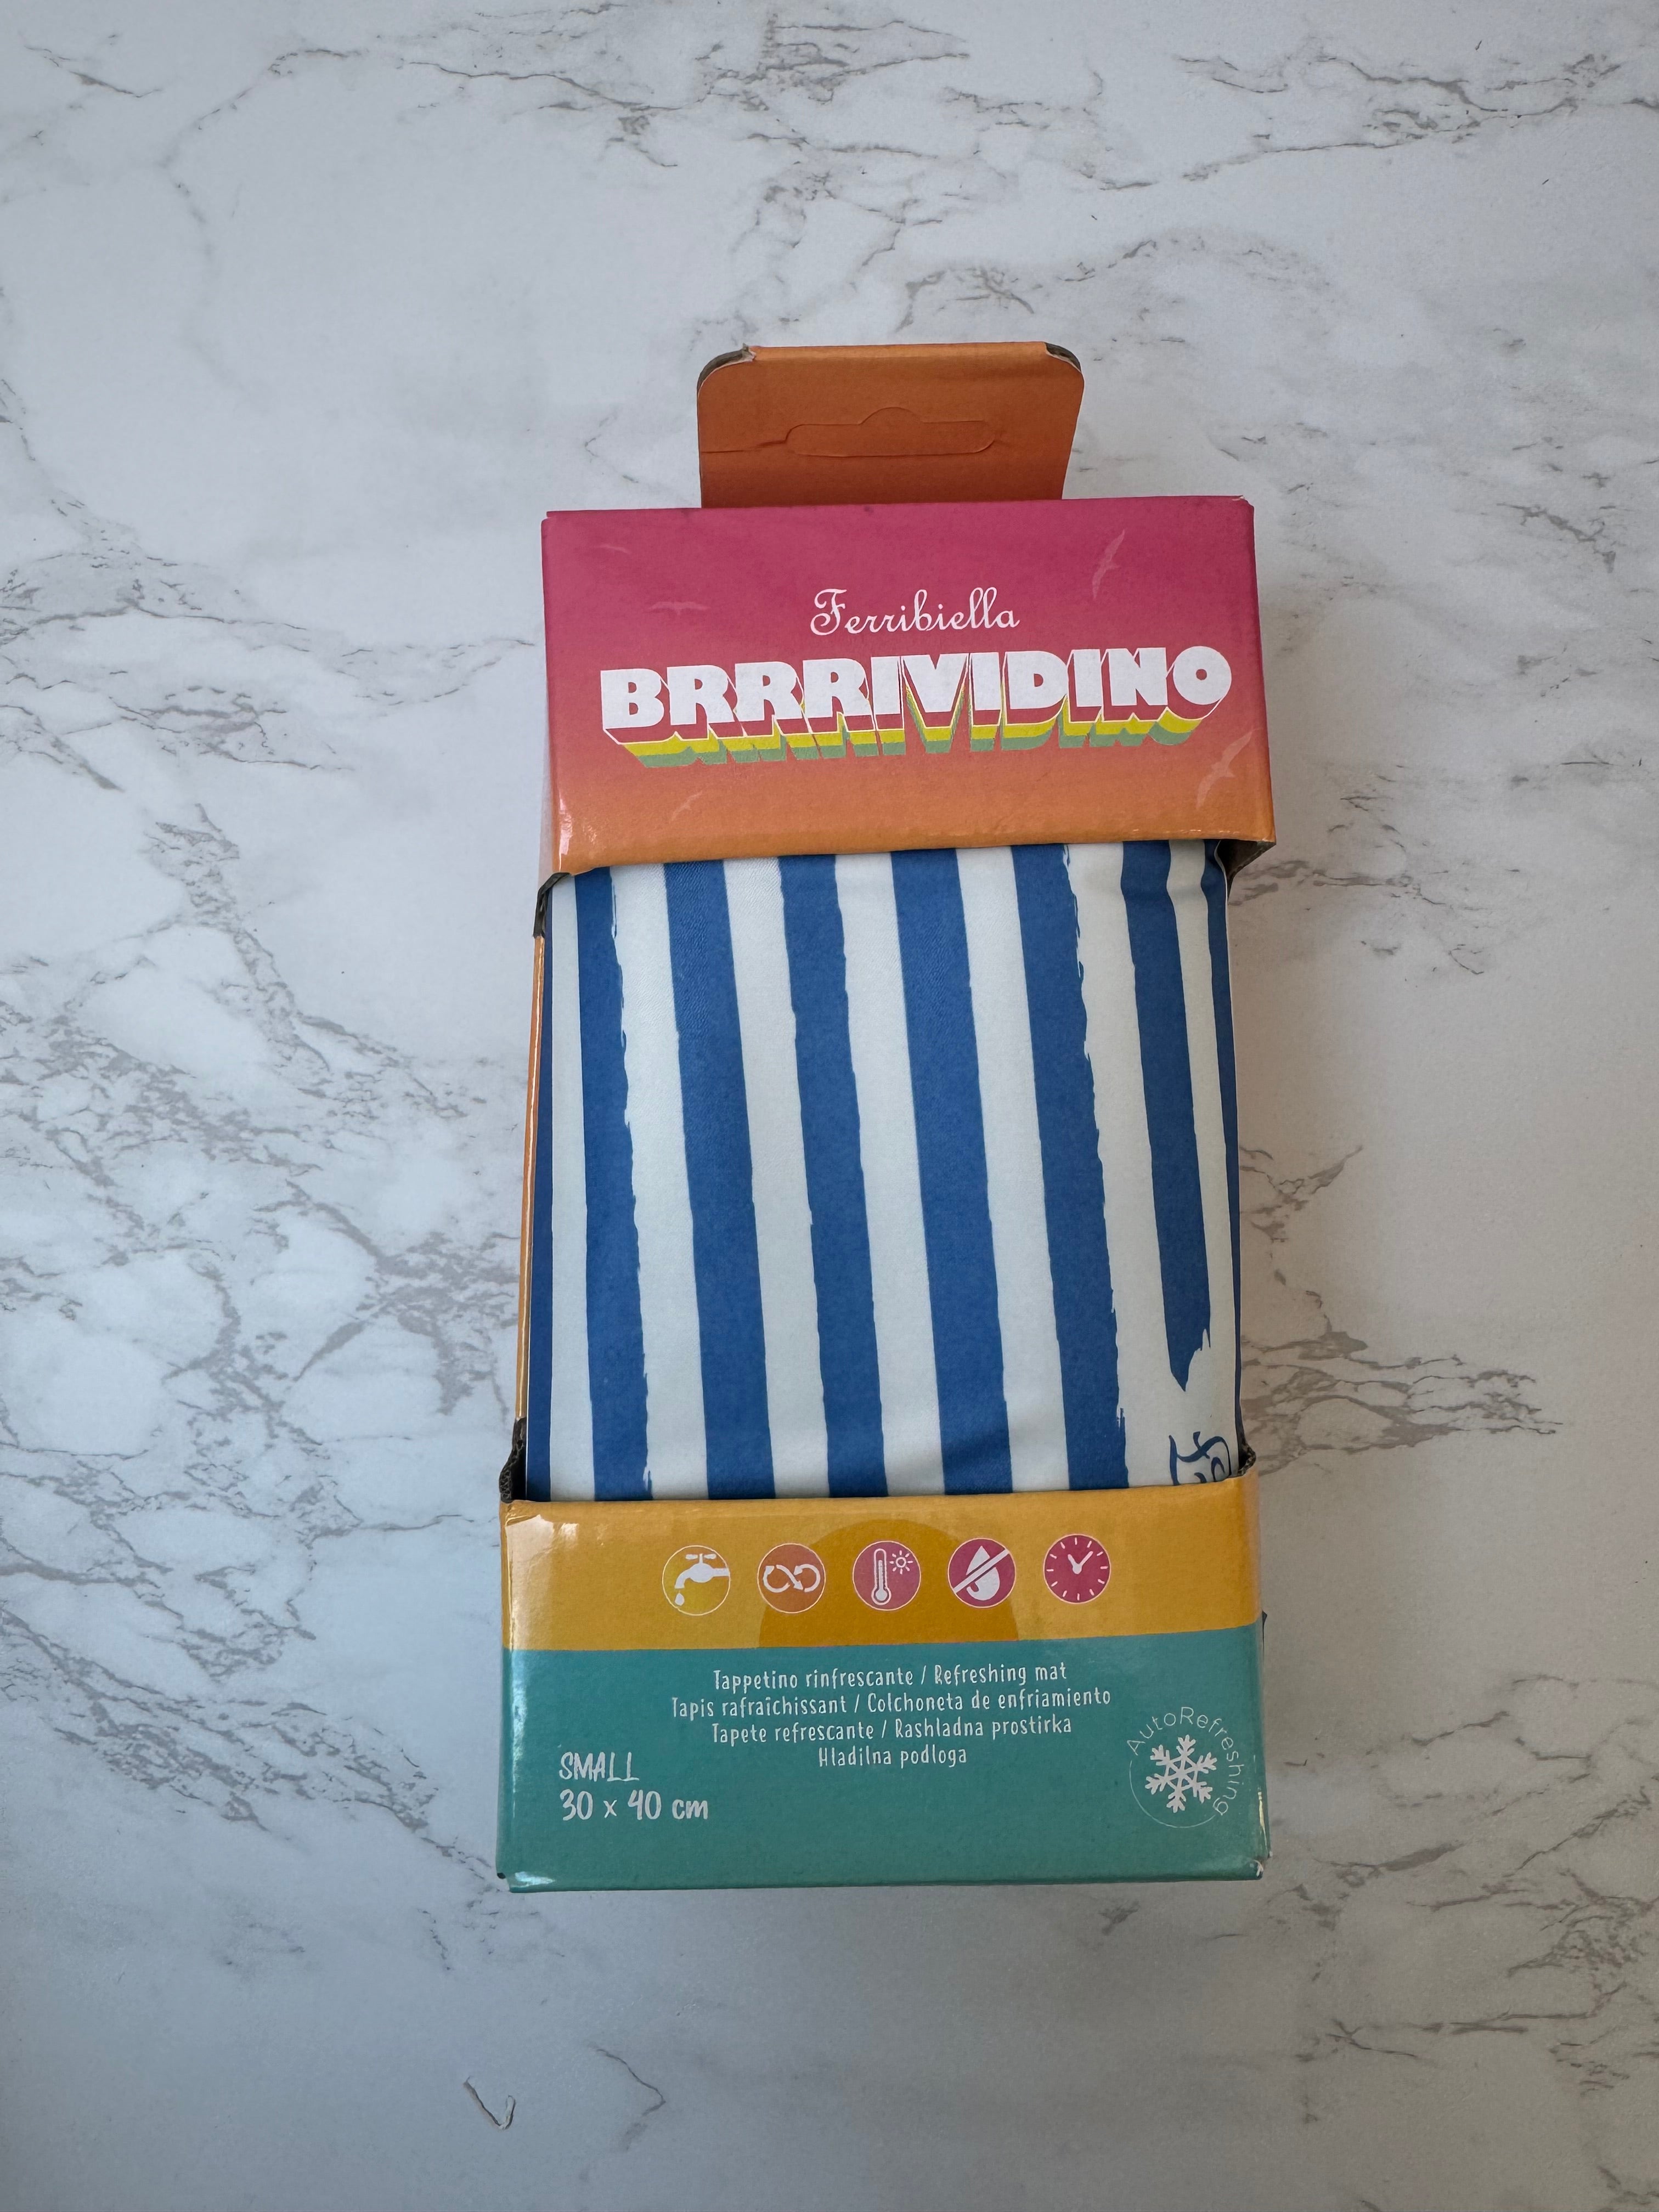 Ferribiella
BRRRIVIDINO
Tappetino rinfrescante / Refreshing mat
Tapis rafraîchissant / Colchoneta de enfriamiento
Tapete refrescante / Rashladna prostirka
Hladilna podloga
SMALL
30 x 40 cm
AutoRefreshing